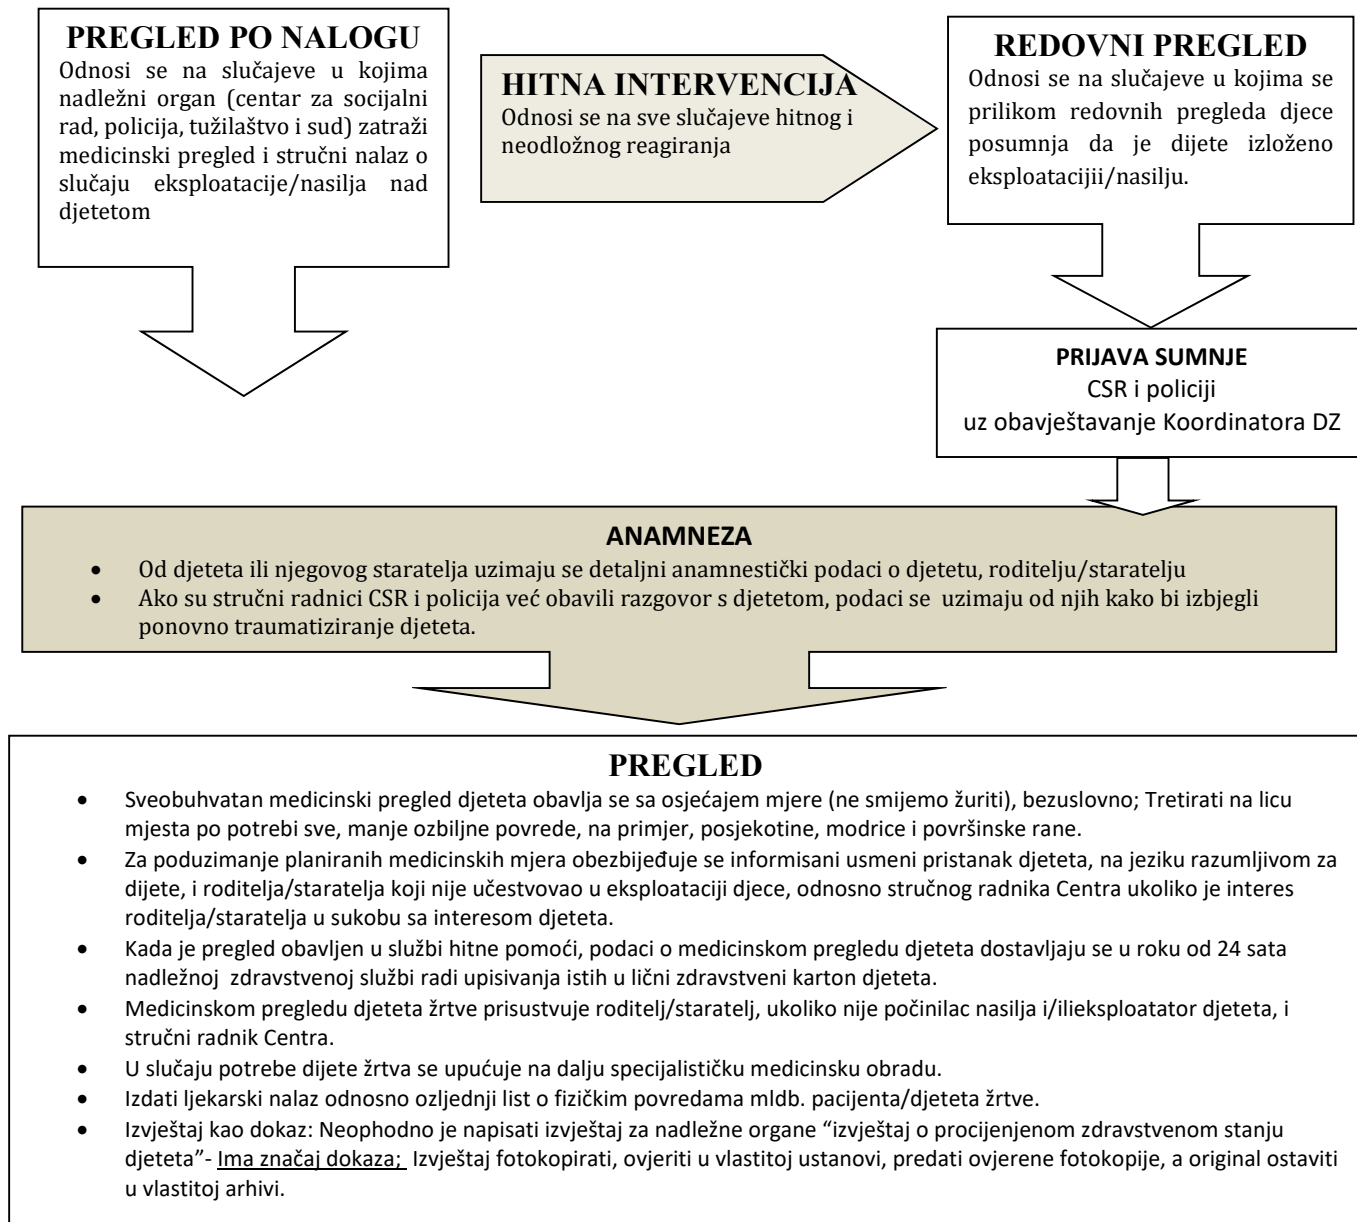 PREGLED PO NALOGU
Odnosi se na slučajeve u kojima
nadležni organ (centar za socijalni
rad, policija, tužilaštvo i sud) zatraži
medicinski pregled i stručni nalaz o
slučaju eksploatacije/nasilja nad
djetetom
HITNA INTERVENCIJA
Odnosi se na sve slučajeve hitnog i
neodložnog reagiranja
REDOVNI PREGLED
Odnosi se na slučajeve u kojima se
prilikom redovnih pregleda djece
posumnja da je dijete izloženo
eksploatacijii/nasilju.
PRIJAVA SUMNJE
CSR i policiji
uz obavještavanje Koordinatora DZ
ANAMNEZA
• Od djeteta ili njegovog staratelja uzimaju se detaljni anamnestički podaci o djetetu, roditelju/staratelju
• Ako su stručni radnici CSR i policija već obavili razgovor s djetetom, podaci se uzimaju od njih kako bi izbjegli
ponovno traumatiziranje djeteta.
PREGLED
• Sveobuhvatan medicinski pregled djeteta obavlja se sa osjećajem mjere (ne smijemo žuriti), bezuslovno; Tretirati na licu
mjesta po potrebi sve, manje ozbiljne povrede, na primjer, posjekotine, modrice i površinske rane.
• Za poduzimanje planiranih medicinskih mjera obezbijeđuje se informisani usmeni pristanak djeteta, na jeziku razumljivom za
dijete, i roditelja/staratelja koji nije učestvovao u eksploataciji djece, odnosno stručnog radnika Centra ukoliko je interes
roditelja/staratelja u sukobu sa interesom djeteta.
• Kada je pregled obavljen u službi hitne pomoći, podaci o medicinskom pregledu djeteta dostavljaju se u roku od 24 sata
nadležnoj zdravstvenoj službi radi upisivanja istih u lični zdravstveni karton djeteta.
• Medicinskom pregledu djeteta žrtve prisustvuje roditelj/staratelj, ukoliko nije počinilac nasilja i/ilieksploatator djeteta, i
stručni radnik Centra.
• U slučaju potrebe dijete žrtva se upućuje na dalju specijalističku medicinsku obradu.
• Izdati ljekarski nalaz odnosno ozljednji list o fizičkim povredama mldb. pacijenta/djeteta žrtve.
• Izvještaj kao dokaz: Neophodno je napisati izvještaj za nadležne organe “izvještaj o procijenjenom zdravstvenom stanju
djeteta”- Ima značaj dokaza; Izvještaj fotokopirati, ovjeriti u vlastitoj ustanovi, predati ovjerene fotokopije, a original ostaviti
u vlastitoj arhivi.